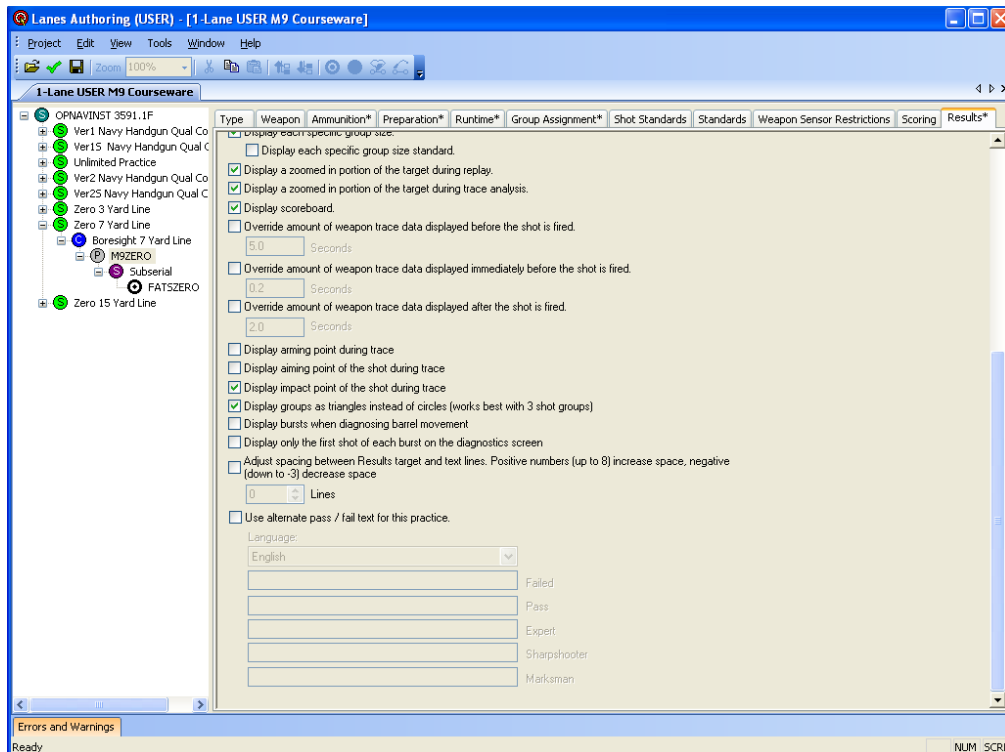 Lanes Authoring (USER) - [1-Lane USER M9 Courseware]
Project Edit View Tools Window Help
Zoom 100%
1-Lane USER M9 Courseware
OPNAVINST 3591.1F
Ver1 Navy Handgun Qual Co
Ver1S Navy Handgun Qual C
Unlimited Practice
Ver2 Navy Handgun Qual Co
Ver2S Navy Handgun Qual C
Zero 3 Yard Line
Zero 7 Yard Line
Boresight 7 Yard Line
M9ZERO
Subserial
FATSZERO
Zero 15 Yard Line
Type Weapon Ammunition* Preparation* Runtime* Group Assignment* Shot Standards Standards Weapon Sensor Restrictions Scoring Results*
Display each specific group size.
Display each specific group size standard.
Display a zoomed in portion of the target during replay.
Display a zoomed in portion of the target during trace analysis.
Display scoreboard.
Override amount of weapon trace data displayed before the shot is fired.
5.0 Seconds
Override amount of weapon trace data displayed immediately before the shot is fired.
0.2 Seconds
Override amount of weapon trace data displayed after the shot is fired.
2.0 Seconds
Display arming point during trace
Display aiming point of the shot during trace
Display impact point of the shot during trace
Display groups as triangles instead of circles (works best with 3 shot groups)
Display bursts when diagnosing barrel movement
Display only the first shot of each burst on the diagnostics screen
Adjust spacing between Results target and text lines. Positive numbers (up to 8) increase space, negative
(down to -3) decrease space
0 Lines
Use alternate pass / fail text for this practice.
Language:
English
Failed
Pass
Expert
Sharpshooter
Marksman
Errors and Warnings
Ready NUM SCRL